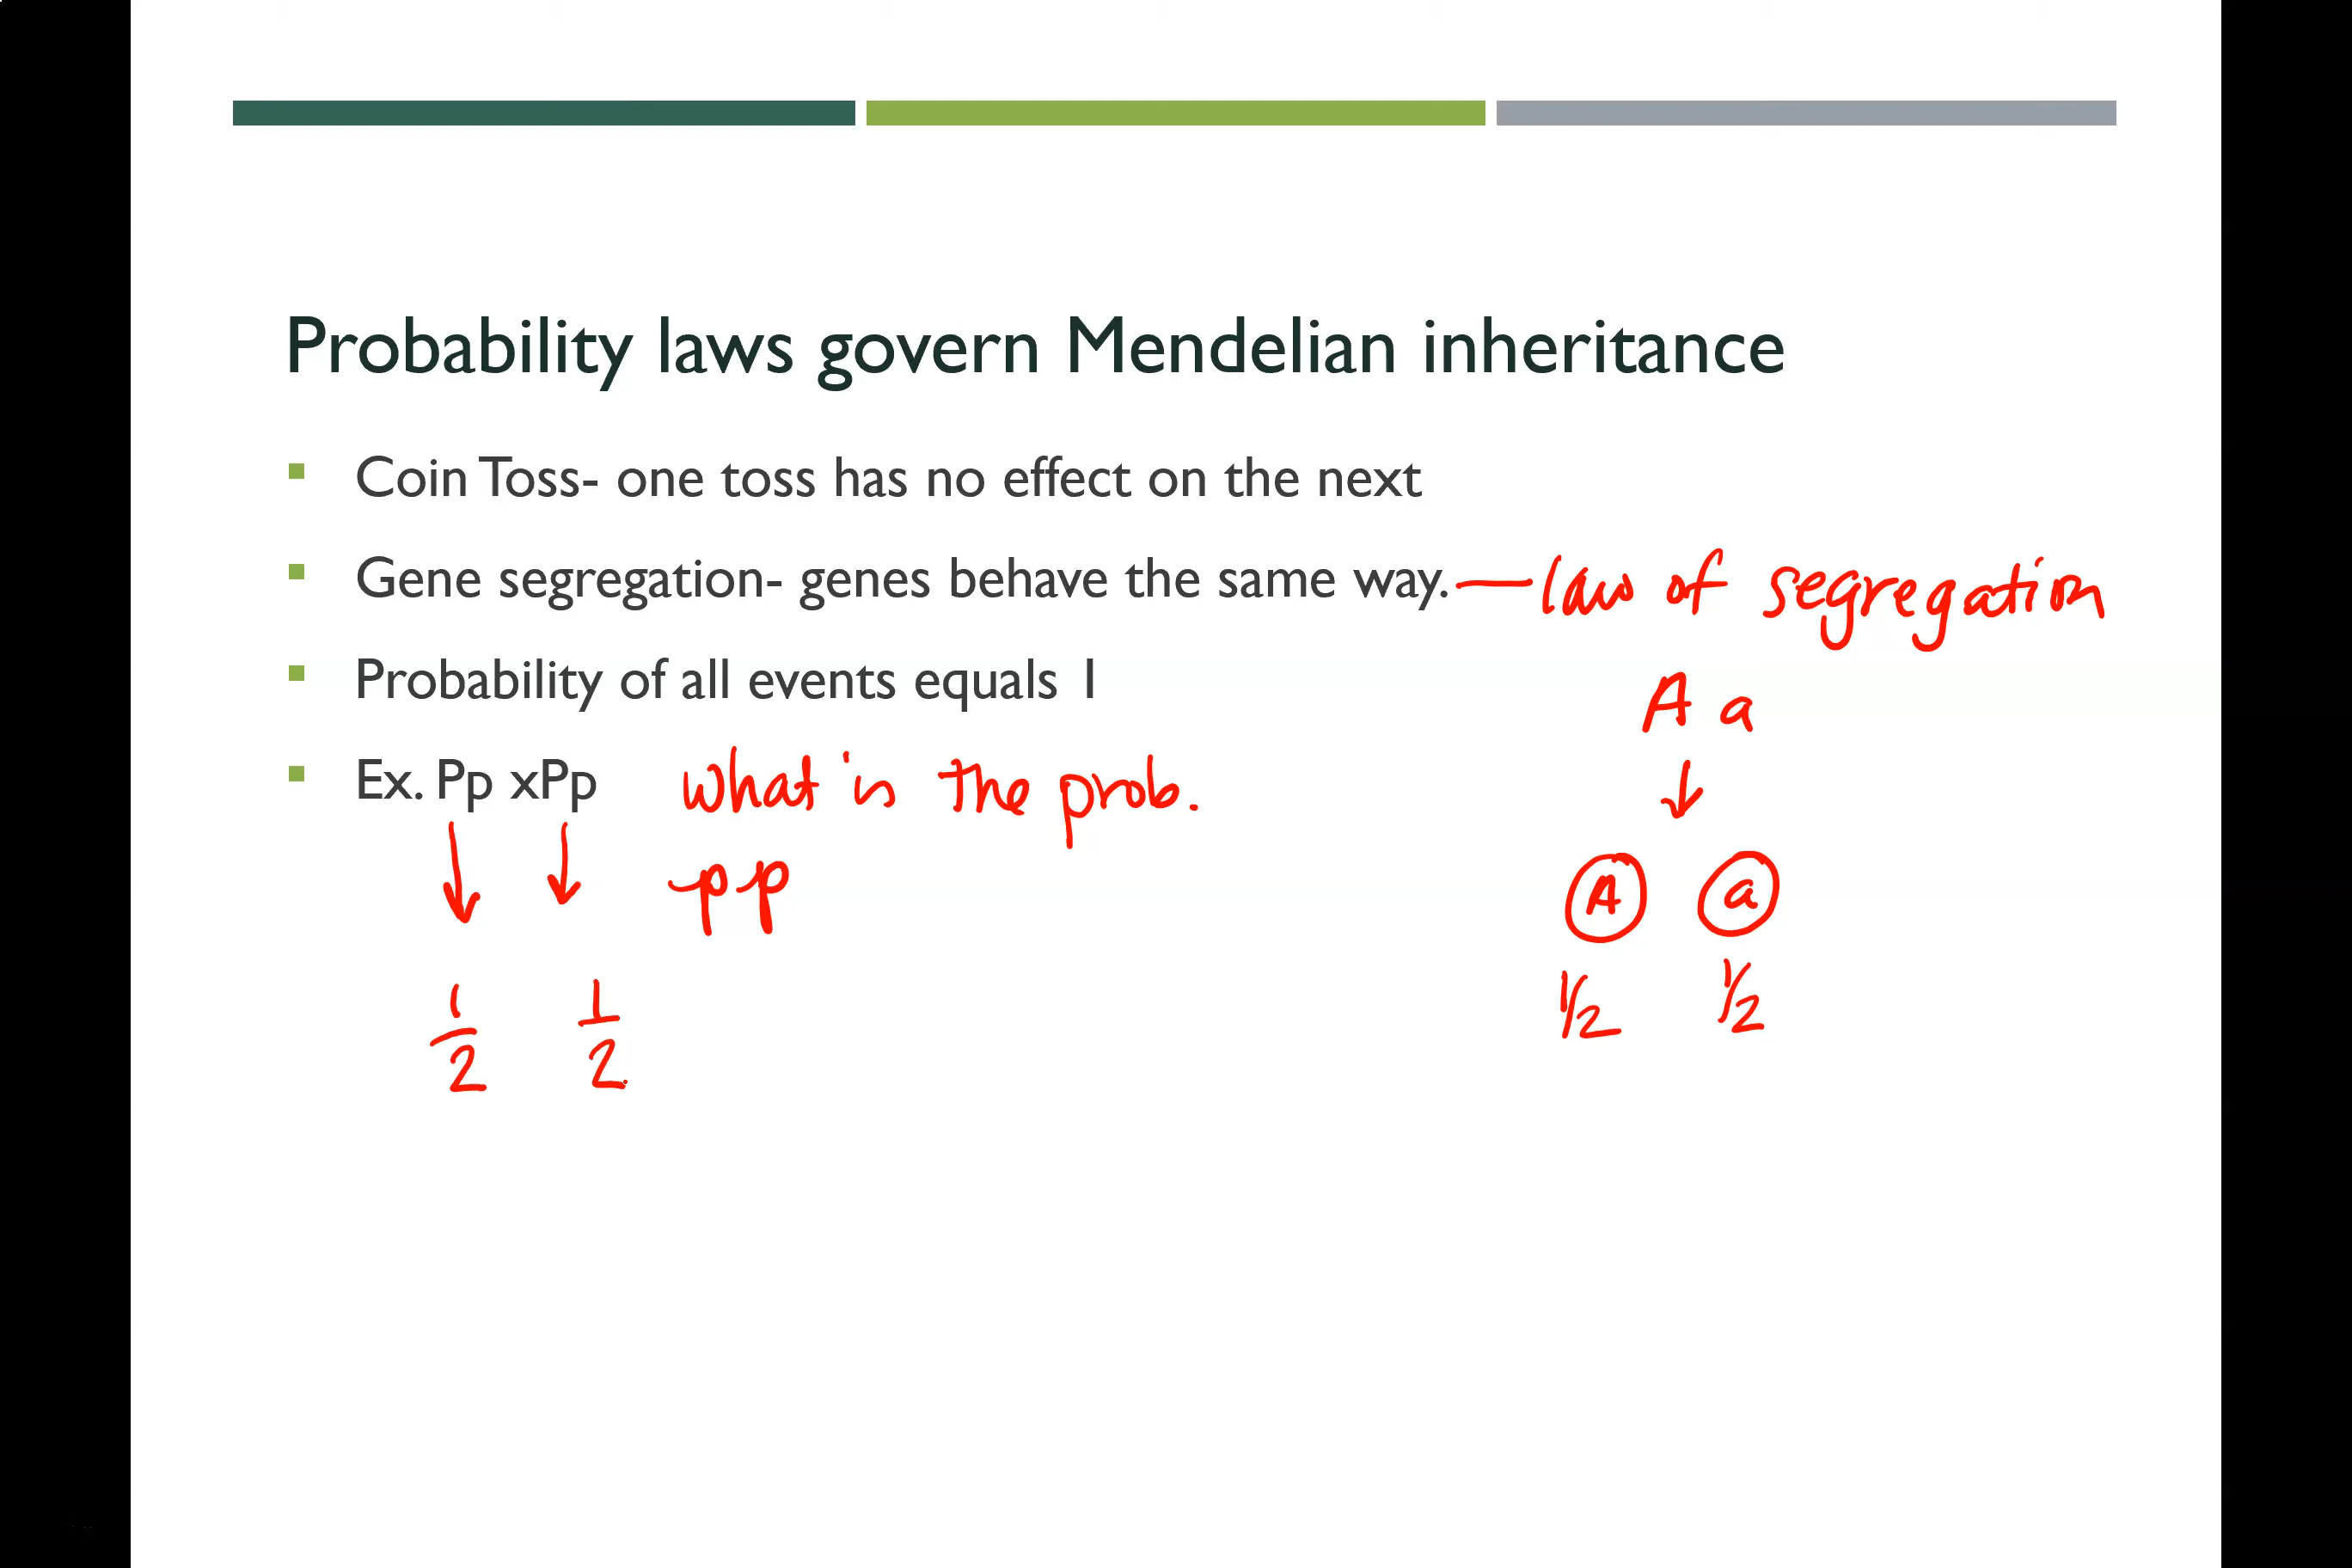 Probability laws govern Mendelian inheritance
Coin Toss- one toss has no effect on the next
Gene segregation- genes behave the same way. law of segregation
Probability of all events equals 1
A a
Ex. Pp xPp what is the prob.
pp
A a
1/2 1/2
1/2 1/2